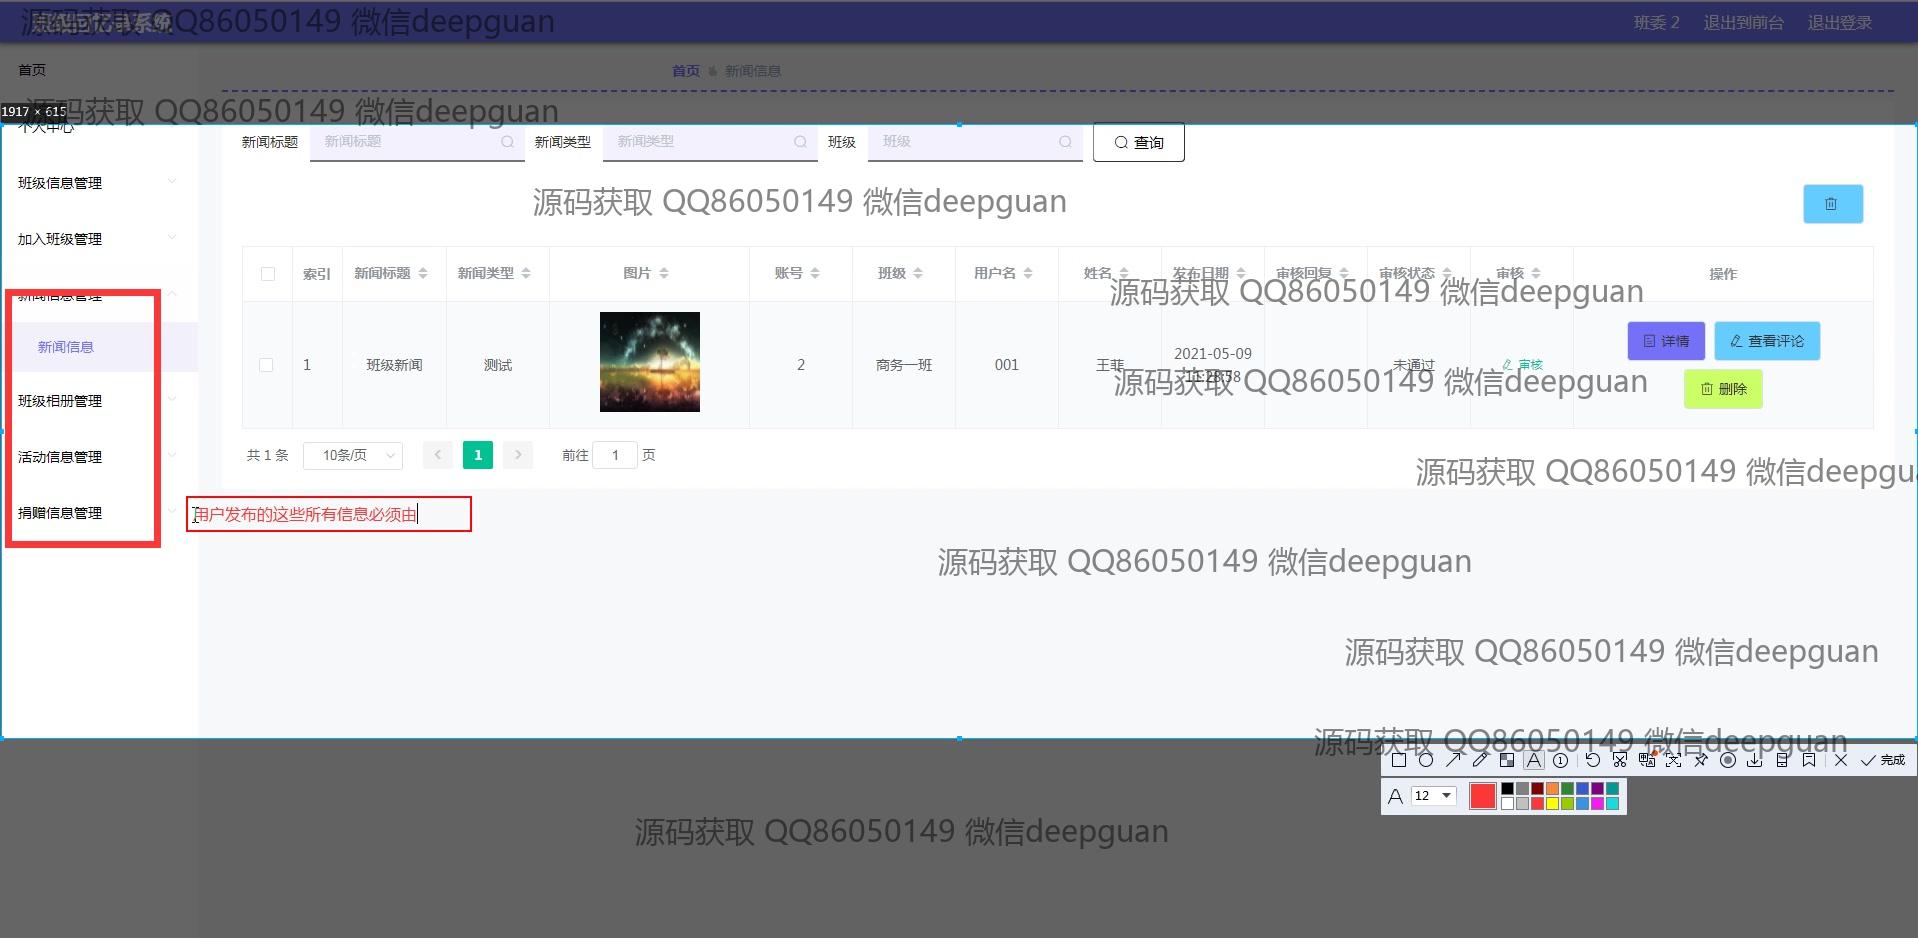 源码获取 QQ86050149 微信deepguan
班委 2 退出到前台 退出登录
首页
首页 新闻信息
源码获取 QQ86050149 微信deepguan
1917 × 615
个人中心
新闻标题 新闻标题 新闻类型 新闻类型 班级 班级 查询
班级信息管理
源码获取 QQ86050149 微信deepguan
加入班级管理
索引 新闻标题 新闻类型 图片 账号 班级 用户名 姓名 发布日期 审核回复 审核状态 审核 操作
源码获取 QQ86050149 微信deepguan
新闻信息管理
新闻信息
1 班级新闻 测试 2 商务一班 001 王菲 2021-05-09 11:28:58 未通过 审核 详情 查看评论 删除
源码获取 QQ86050149 微信deepguan
班级相册管理
活动信息管理
共 1 条 10条/页 1 前往 1 页
源码获取 QQ86050149 微信deepgu
捐赠信息管理
用户发布的这些所有信息必须由
源码获取 QQ86050149 微信deepguan
源码获取 QQ86050149 微信deepguan
源码获取 QQ86050149 微信deepguan
完成
A 12
源码获取 QQ86050149 微信deepguan